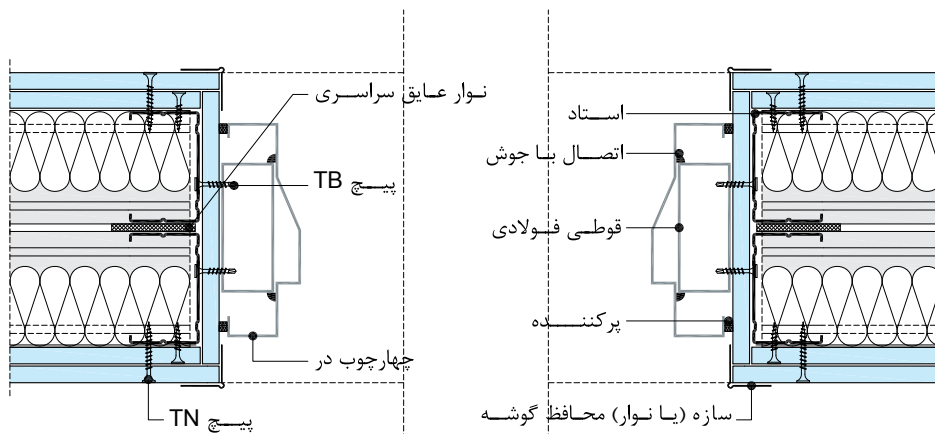 نوار عایق سراسری
استاد
اتصال با جوش
پیچ TB
قوطی فولادی
پرکننده
چهارچوب در
سازه (یا نوار) محافظ گوشه
پیچ TN